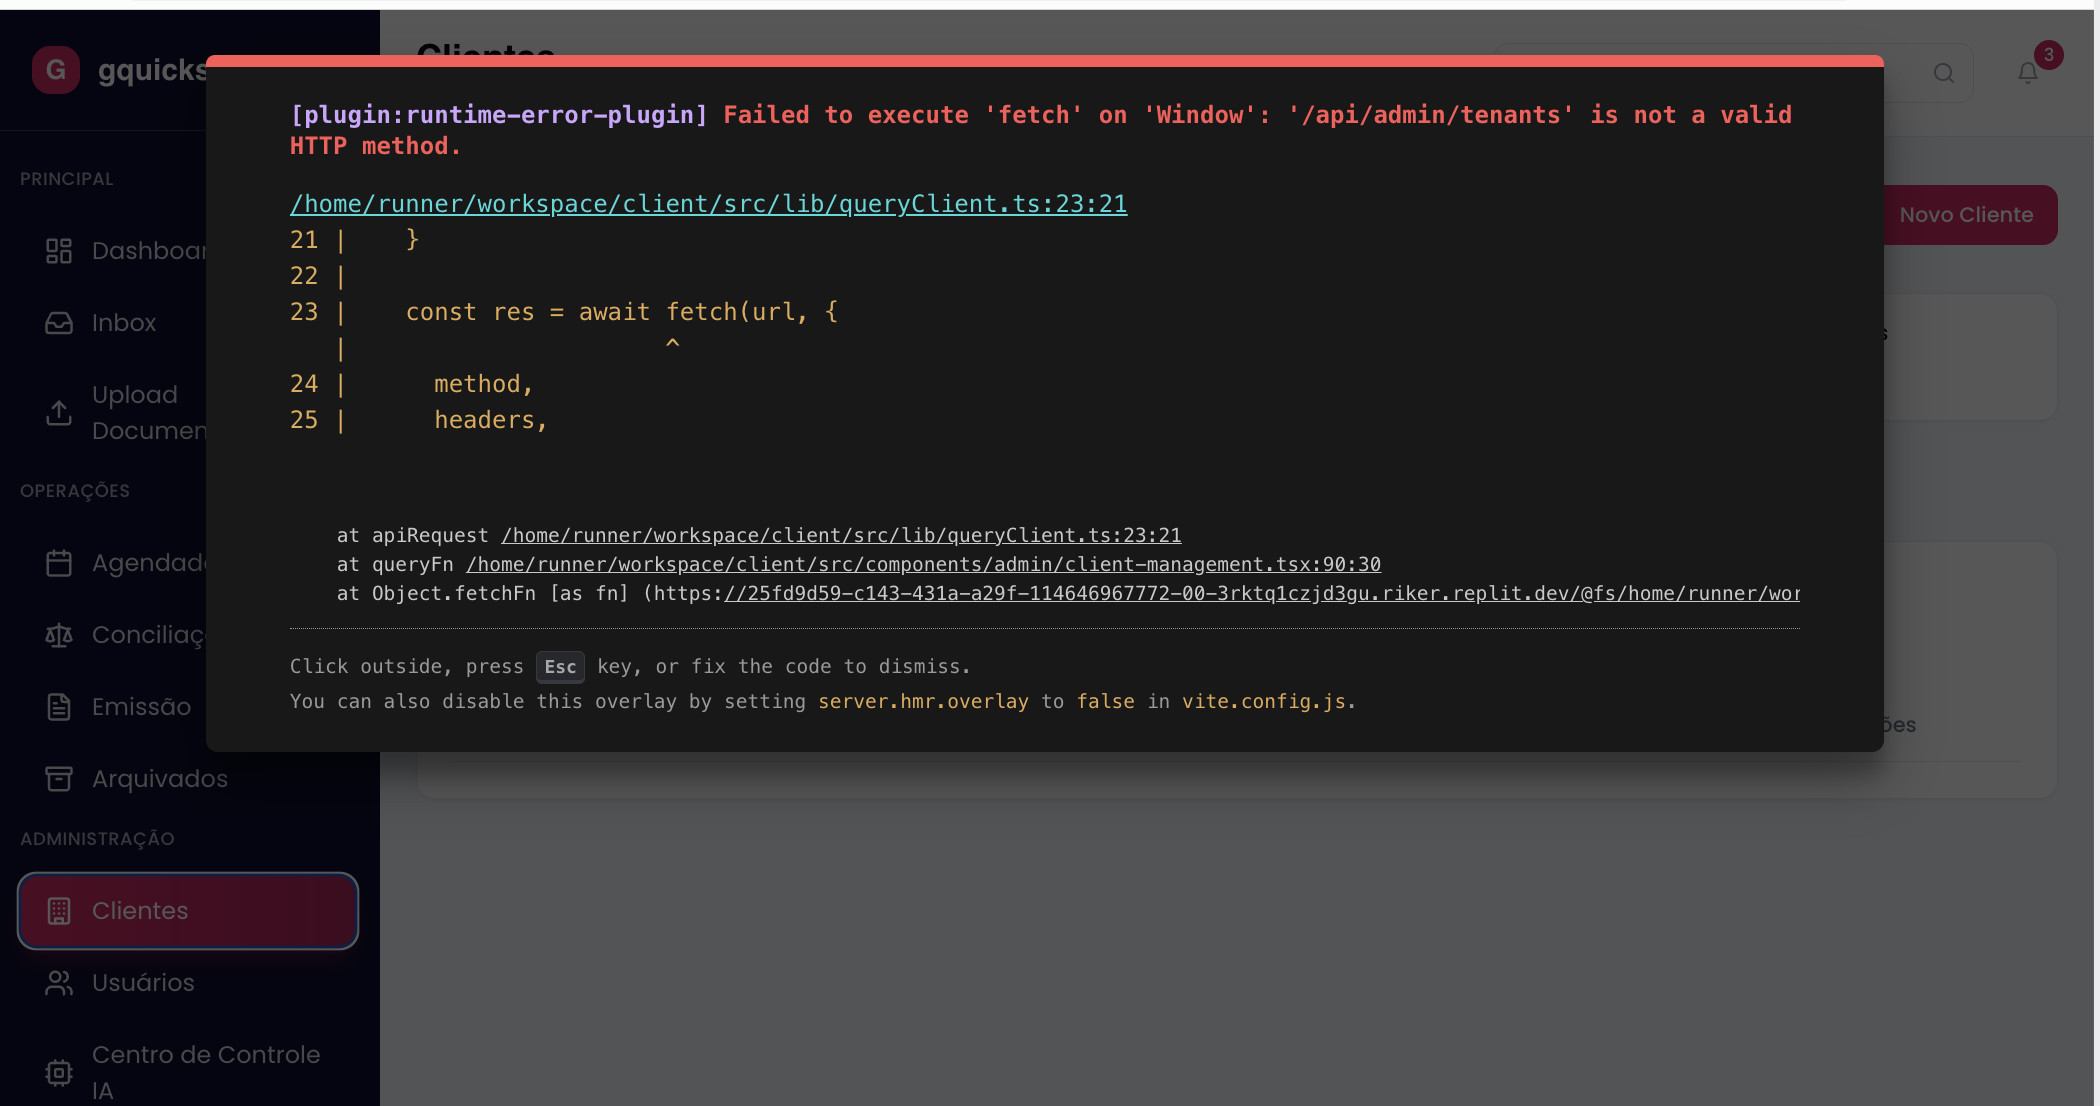 G gquicks
Clientes
3
[plugin:runtime-error-plugin] Failed to execute 'fetch' on 'Window': '/api/admin/tenants' is not a valid
HTTP method.
/home/runner/workspace/client/src/lib/queryClient.ts:23:21
21 |    }
22 |
23 |    const res = await fetch(url, {
   |                      ^
24 |      method,
25 |      headers,
at apiRequest /home/runner/workspace/client/src/lib/queryClient.ts:23:21
at queryFn /home/runner/workspace/client/src/components/admin/client-management.tsx:90:30
at Object.fetchFn [as fn] (https://25fd9d59-c143-431a-a29f-114646967772-00-3rktq1czjd3gu.riker.replit.dev/@fs/home/runner/wor
Click outside, press Esc key, or fix the code to dismiss.
You can also disable this overlay by setting server.hmr.overlay to false in vite.config.js.
PRINCIPAL
Dashboar
Inbox
Upload
Documen
OPERAÇÕES
Agendad
Conciliaç
Emissão
Arquivados
ADMINISTRAÇÃO
Clientes
Usuários
Centro de Controle
IA
Novo Cliente
s
ões